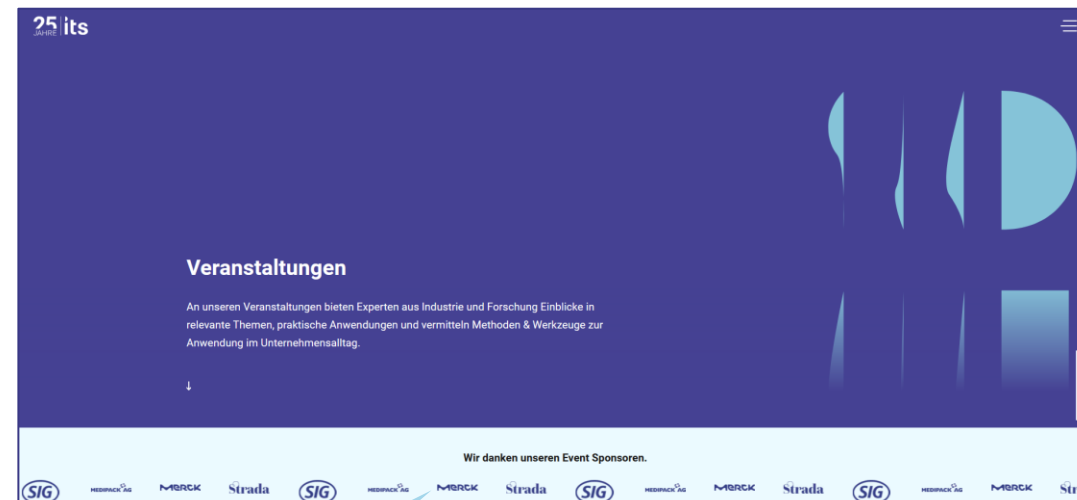 25 its
JAHRE
Veranstaltungen
An unseren Veranstaltungen bieten Experten aus Industrie und Forschung Einblicke in
relevante Themen, praktische Anwendungen und vermitteln Methoden & Werkzeuge zur
Anwendung im Unternehmensalltag.
Wir danken unseren Event Sponsoren.
SIG MEDIPACK AG MERCK Strada SIG MEDIPACK AG MERCK Strada SIG MEDIPACK AG MERCK Strada SIG MEDIPACK AG MERCK Str